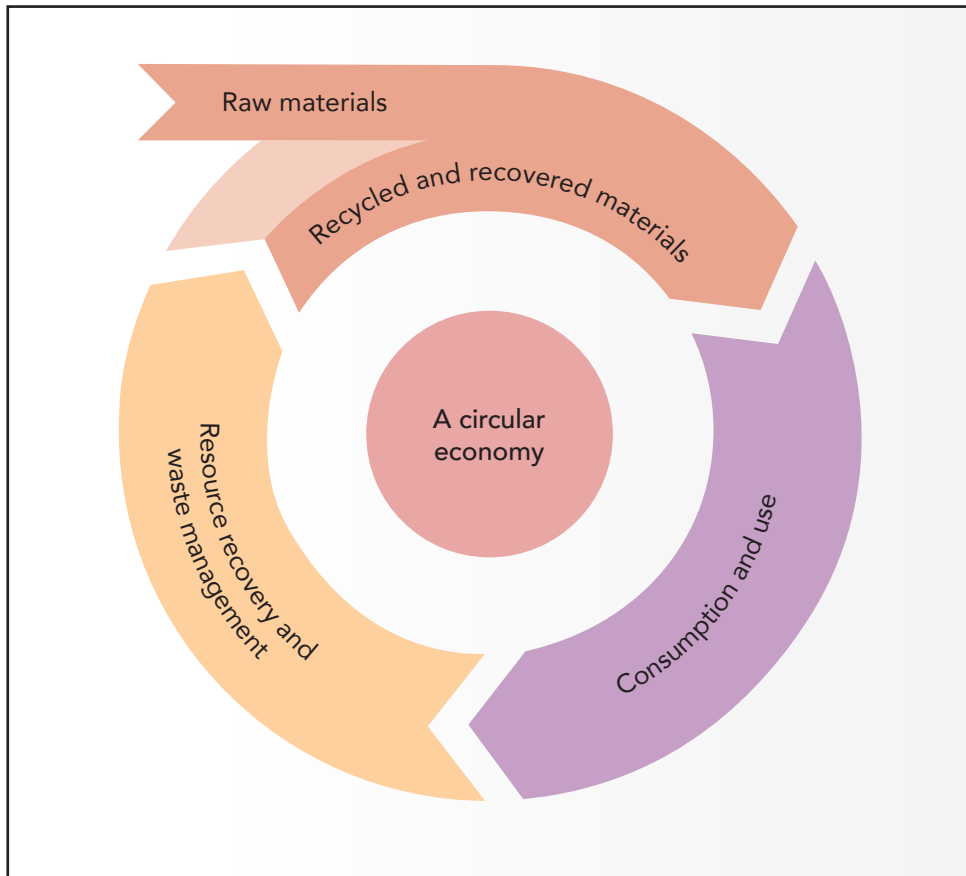 Raw materials
Recycled and recovered materials
A circular
economy
Consumption and use
Resource recovery and
waste management